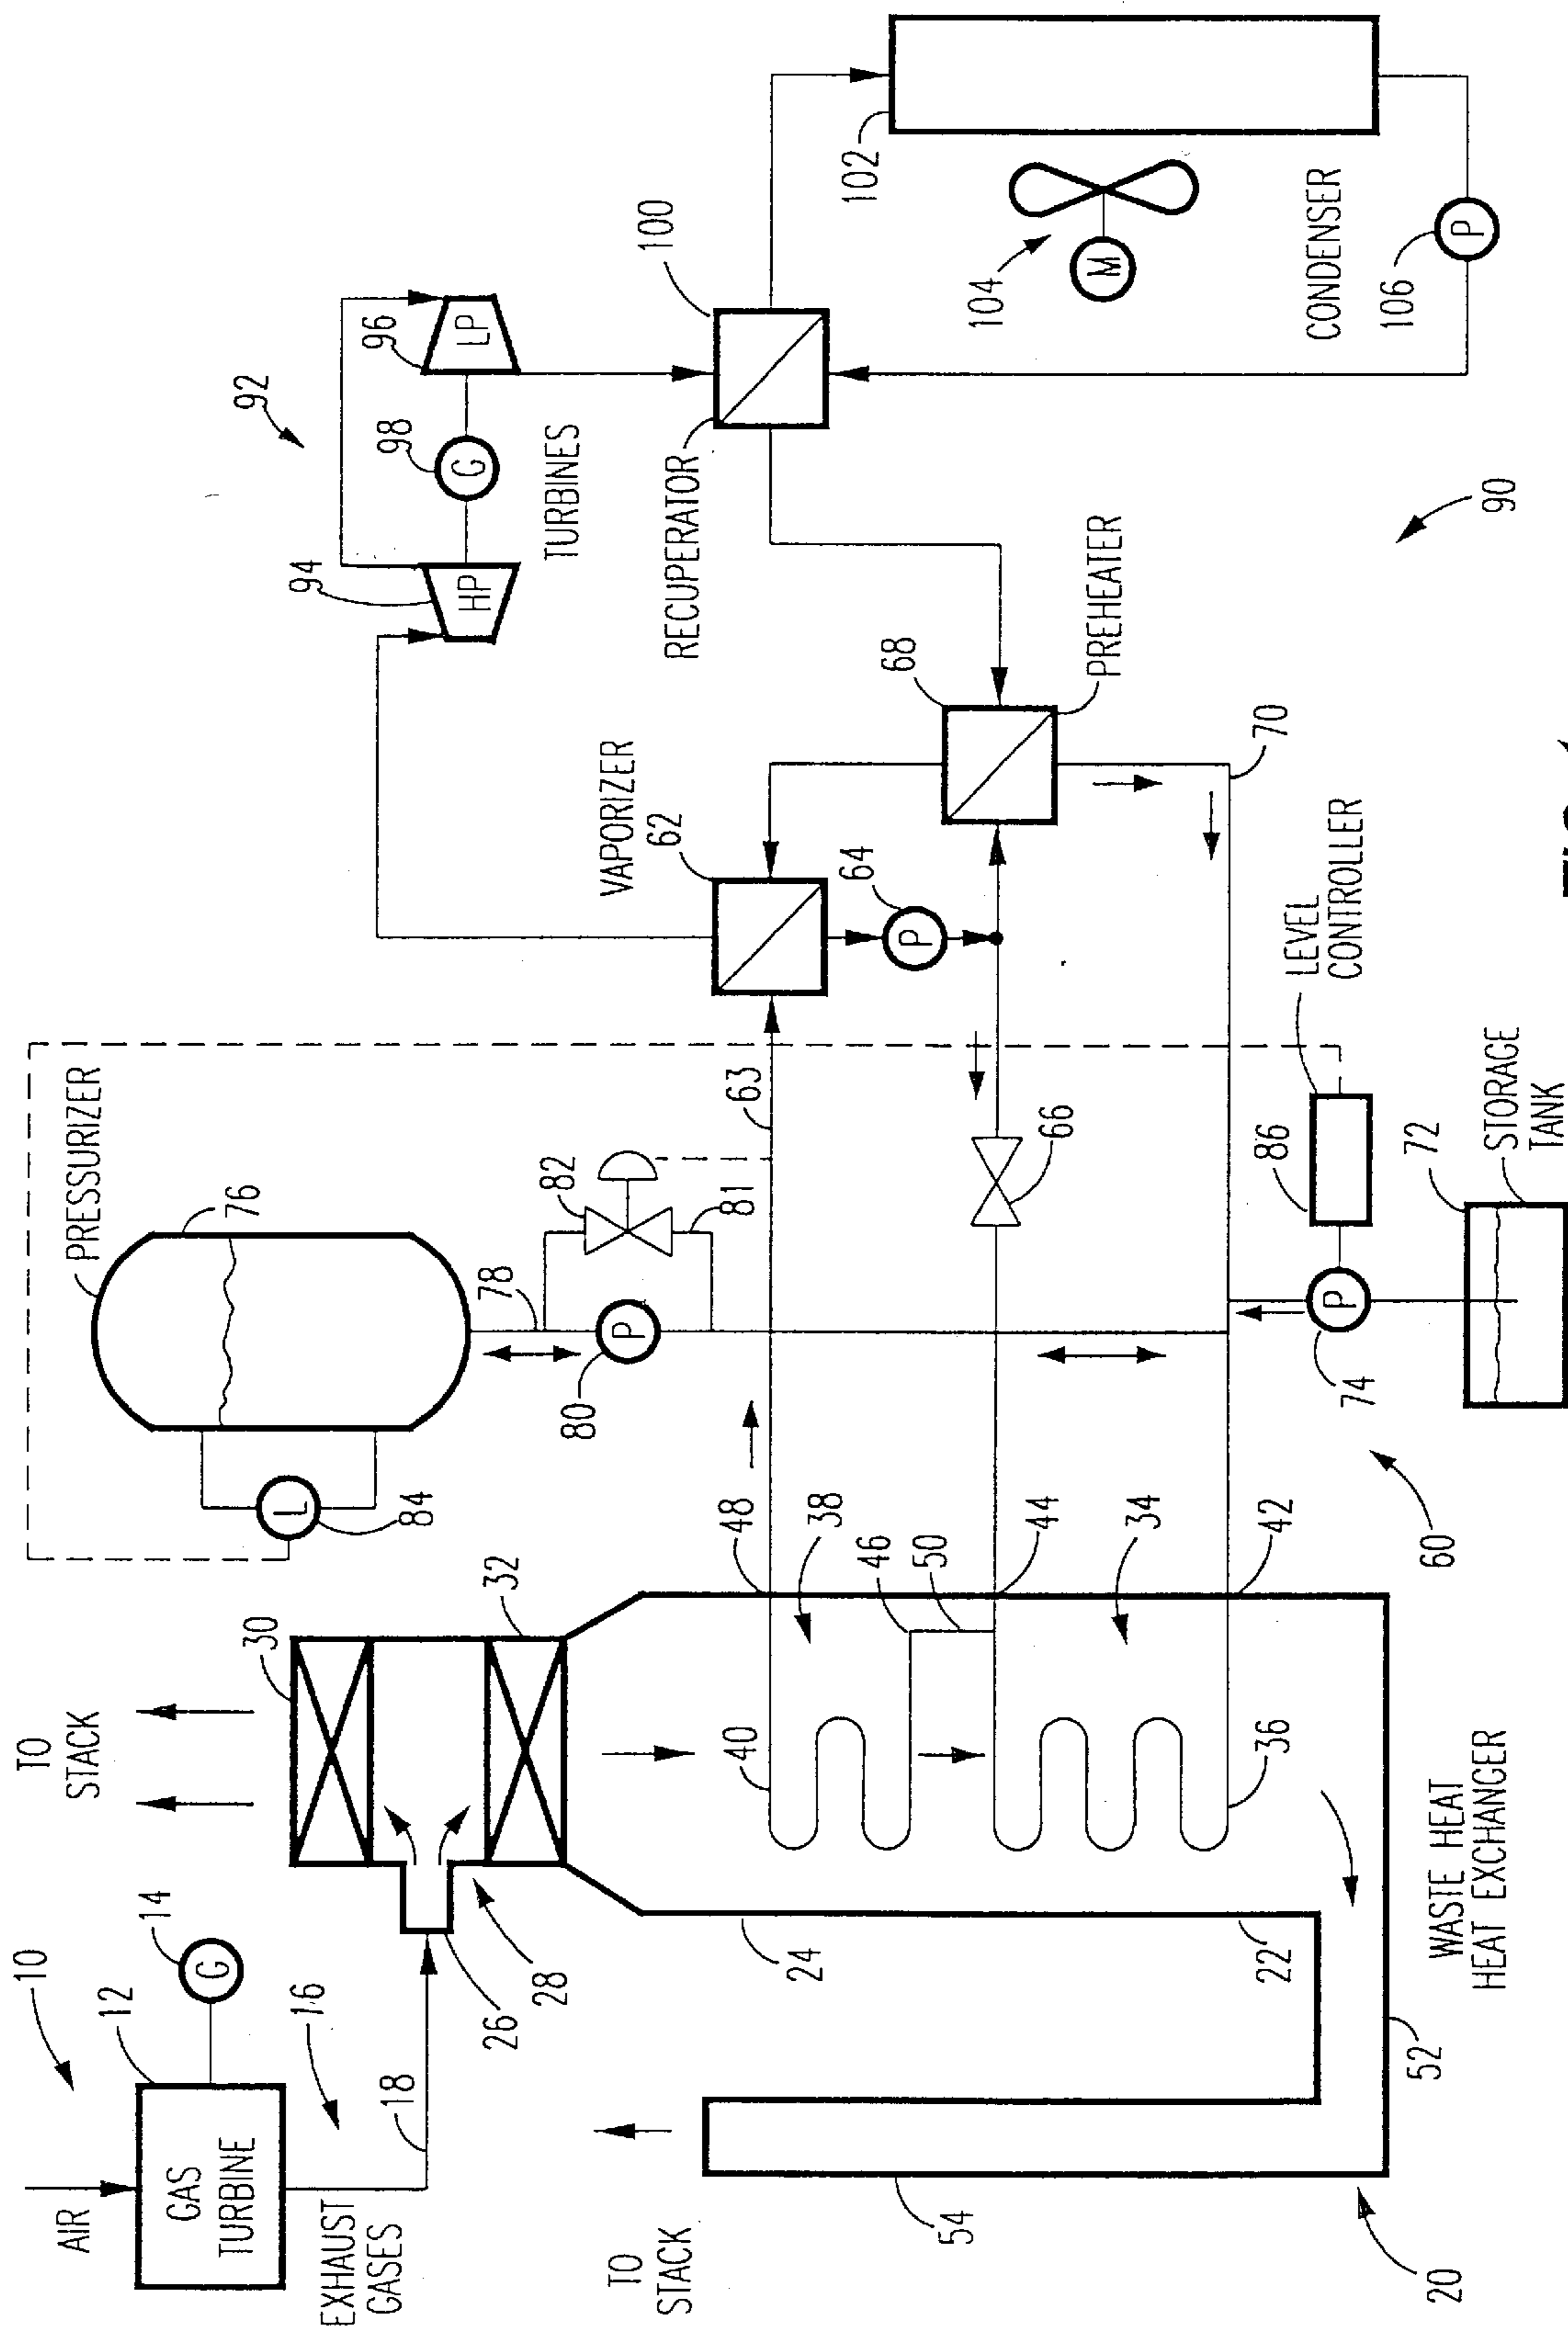 AIR
10
12
14
G
GAS
TURBINE
16
EXHAUST
GASES
18
26
28
TO
STACK
30
32
TO
STACK
54
20
24
22
52
WASTE HEAT
HEAT EXCHANGER
40
36
38
34
48
46
50
44
42
60
L
84
PRESSURIZER
76
78
P
80
82
81
63
66
P
74
86
LEVEL
CONTROLLER
72
STORAGE
TANK
VAPORIZER
62
P
64
68
PREHEATER
70
90
92
94
HP
98
G
96
LP
TURBINES
RECUPERATOR
100
102
104
M
CONDENSER
106
P